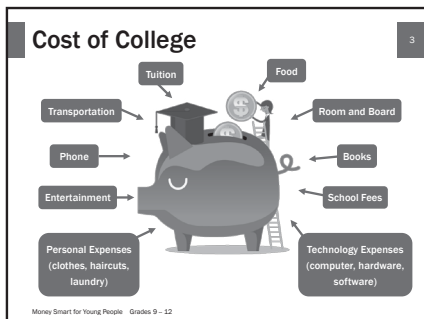 Cost of College
3
Tuition
Food
Transportation
Room and Board
Phone
Books
Entertainment
School Fees
Personal Expenses
(clothes, haircuts,
laundry)
Technology Expenses
(computer, hardware,
software)
$
Money Smart for Young People Grades 9 – 12